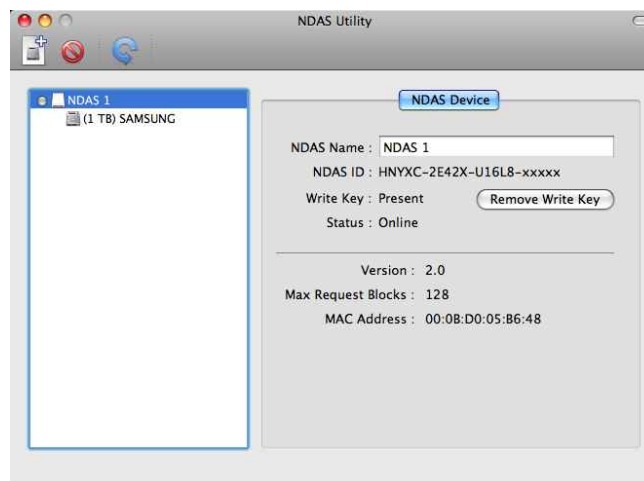 NDAS Utility
NDAS 1
(1 TB) SAMSUNG
NDAS Device
NDAS Name : NDAS 1
NDAS ID : HNYXC-2E42X-U16L8-xxxxx
Write Key : Present Remove Write Key
Status : Online
Version : 2.0
Max Request Blocks : 128
MAC Address : 00:0B:D0:05:B6:48